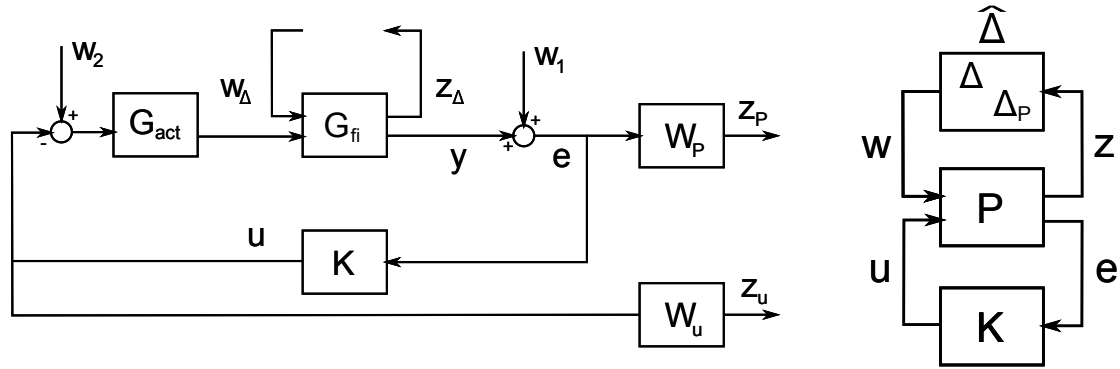 w₂
+
-
G_act
w_Δ
z_Δ
G_fi
w₁
+
+
y
e
W_P
z_P
u
K
W_u
z_u
Δ̂
Δ
Δ_P
w
z
P
u
e
K